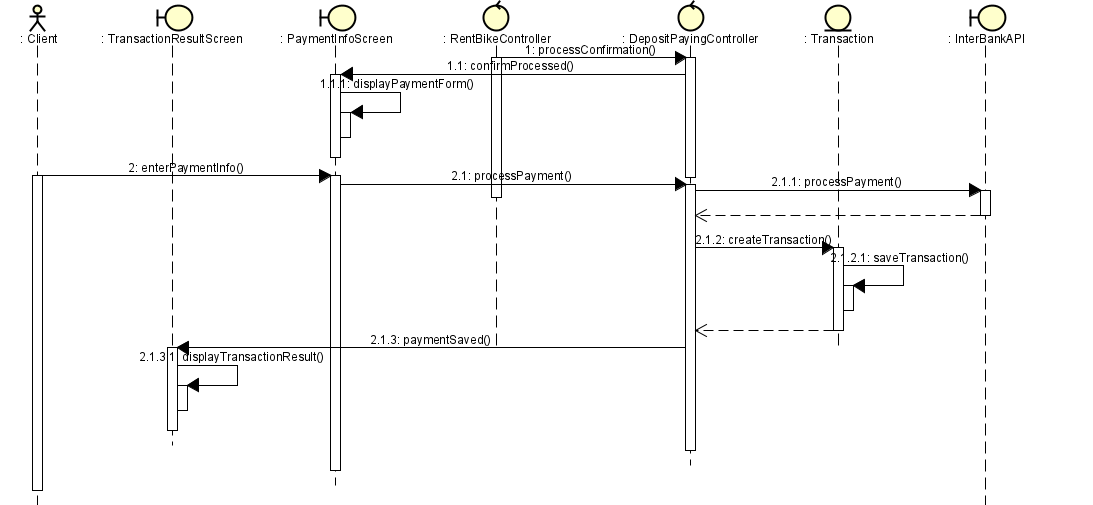 : Client
: TransactionResultScreen
: PaymentInfoScreen
: RentBikeController
: DepositPayingController
: Transaction
: InterBankAPI
1: processConfirmation()
1.1: confirmProcessed()
1.1.1: displayPaymentForm()
2: enterPaymentInfo()
2.1: processPayment()
2.1.1: processPayment()
2.1.2: createTransaction()
2.1.2.1: saveTransaction()
2.1.3: paymentSaved()
2.1.3.1: displayTransactionResult()